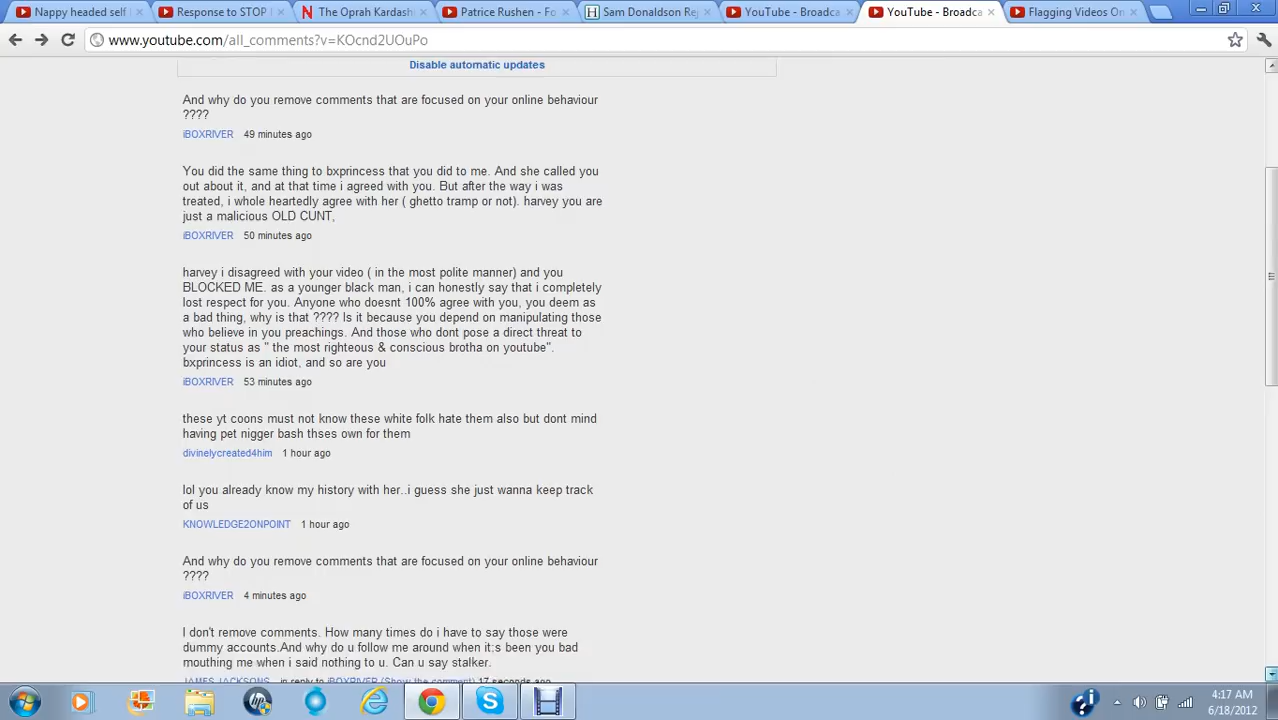 Nappy headed self
Response to STOP
The Oprah Kardash
Patrice Rushen - Fo
Sam Donaldson Re
YouTube - Broadca
YouTube - Broadca
Flagging Videos On
www.youtube.com/all_comments?v=KOcnd2UOuPo
Disable automatic updates
And why do you remove comments that are focused on your online behaviour
????
iBOXRIVER 49 minutes ago
You did the same thing to bxprincess that you did to me. And she called you
out about it, and at that time i agreed with you. But after the way i was
treated, i whole heartedly agree with her ( ghetto tramp or not). harvey you are
just a malicious OLD CUNT,
iBOXRIVER 50 minutes ago
harvey i disagreed with your video ( in the most polite manner) and you
BLOCKED ME. as a younger black man, i can honestly say that i completely
lost respect for you. Anyone who doesnt 100% agree with you, you deem as
a bad thing, why is that ???? Is it because you depend on manipulating those
who believe in you preachings. And those who dont pose a direct threat to
your status as " the most righteous & conscious brotha on youtube".
bxprincess is an idiot, and so are you
iBOXRIVER 53 minutes ago
these yt coons must not know these white folk hate them also but dont mind
having pet nigger bash thses own for them
divinelycreated4him 1 hour ago
lol you already know my history with her..i guess she just wanna keep track
of us
KNOWLEDGE2ONPOINT 1 hour ago
And why do you remove comments that are focused on your online behaviour
????
iBOXRIVER 4 minutes ago
I don't remove comments. How many times do i have to say those were
dummy accounts.And why do u follow me around when it:s been you bad
mouthing me when i said nothing to u. Can u say stalker.
JAMES JACKSONS in reply to iBOXRIVER (Show the comment) 17 seconds ago
4:17 AM
6/18/2012